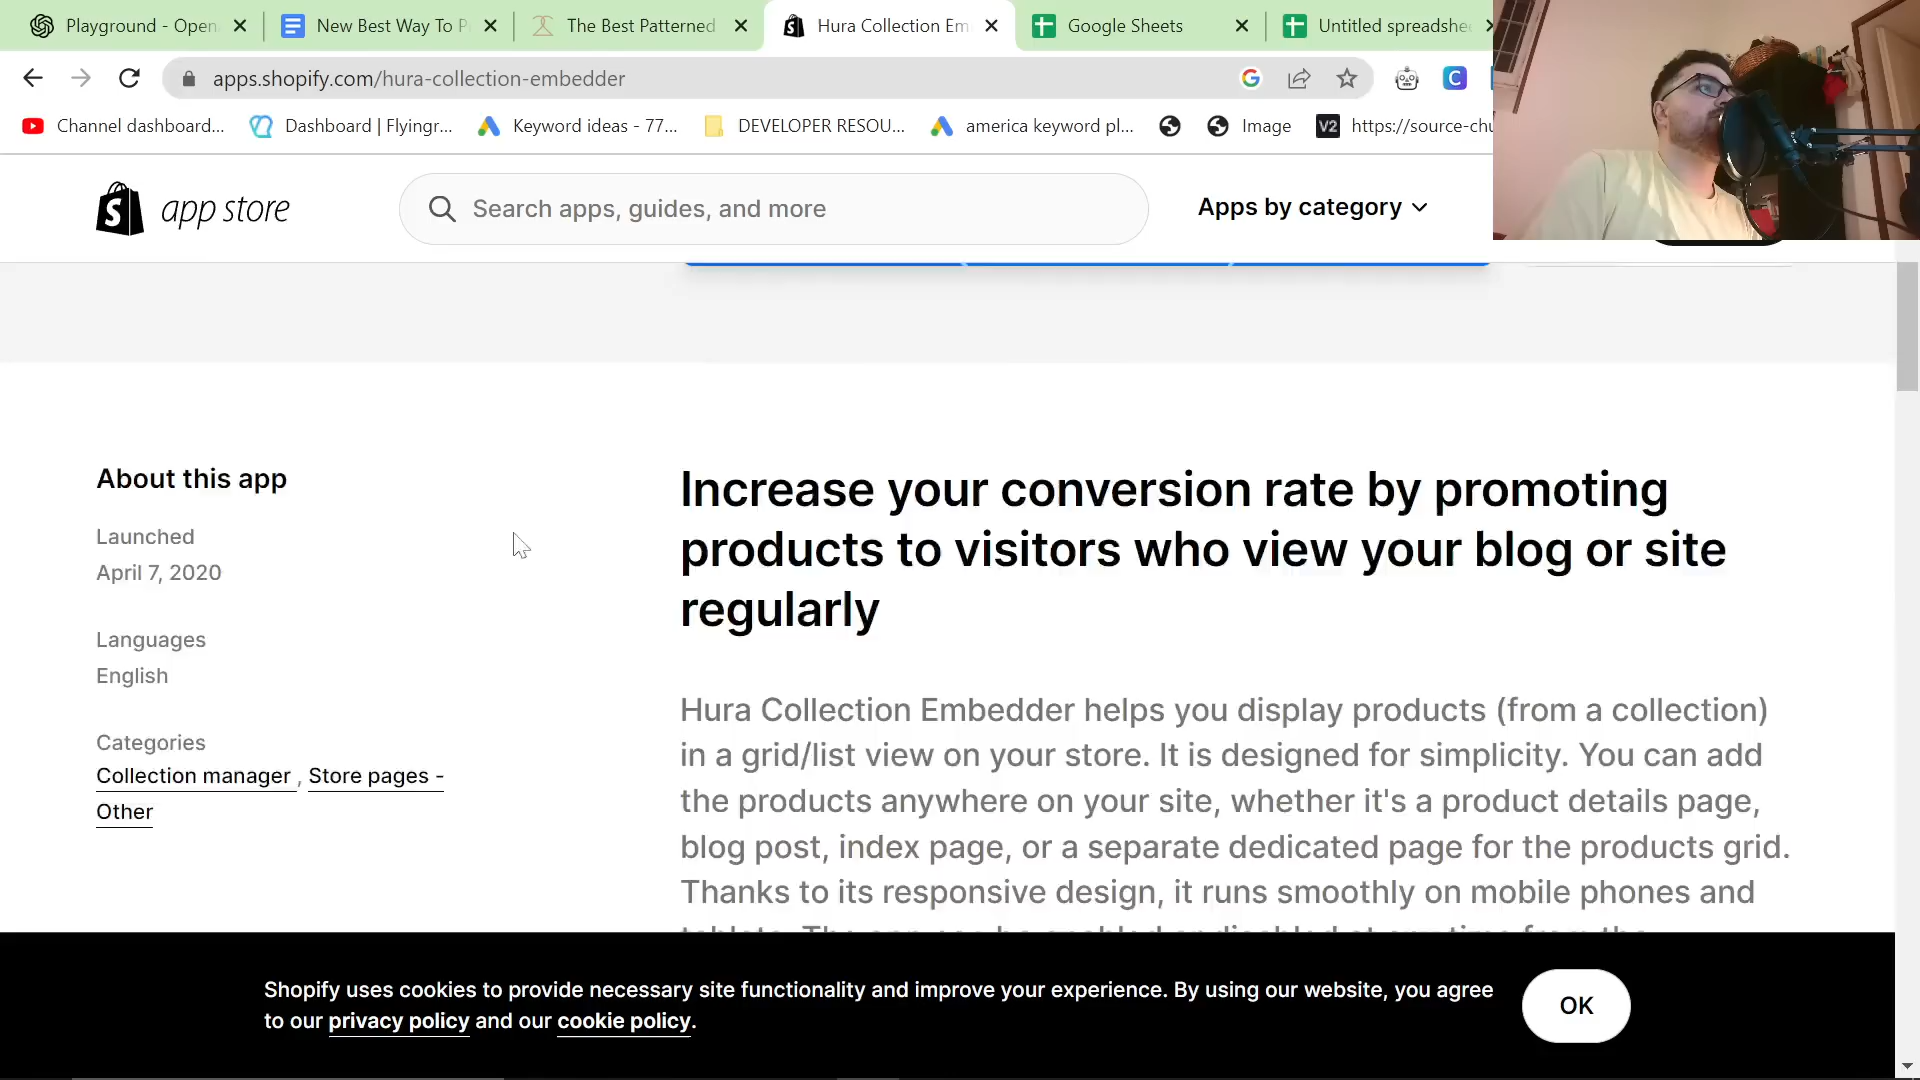 Playground - Open
New Best Way To P
The Best Patterned
Hura Collection Em
Google Sheets
Untitled spreadshe
apps.shopify.com/hura-collection-embedder
Channel dashboard...
Dashboard | Flyingr...
Keyword ideas - 77...
DEVELOPER RESOU...
america keyword pl...
Image
V2
https://source-chu
app store
Search apps, guides, and more
Apps by category
About this app
Launched
April 7, 2020
Languages
English
Categories
Collection manager , Store pages -
Other
Increase your conversion rate by promoting
products to visitors who view your blog or site
regularly
Hura Collection Embedder helps you display products (from a collection)
in a grid/list view on your store. It is designed for simplicity. You can add
the products anywhere on your site, whether it's a product details page,
blog post, index page, or a separate dedicated page for the products grid.
Thanks to its responsive design, it runs smoothly on mobile phones and
Shopify uses cookies to provide necessary site functionality and improve your experience. By using our website, you agree
to our privacy policy and our cookie policy.
OK